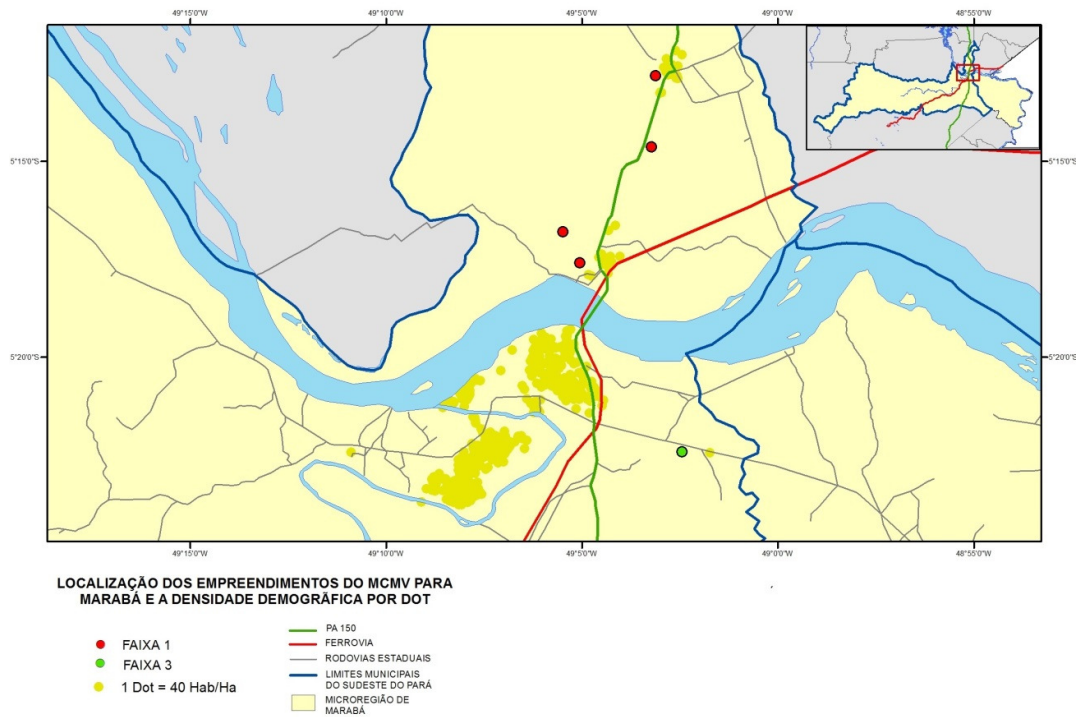 49°15'0"W 49°10'0"W 49°5'0"W 49°0'0"W 48°55'0"W
5°15'0"S 5°15'0"S
5°20'0"S 5°20'0"S
49°15'0"W 49°10'0"W 49°5'0"W 49°0'0"W 48°55'0"W
LOCALIZAÇÃO DOS EMPREENDIMENTOS DO MCMV PARA
MARABÁ E A DENSIDADE DEMOGRÃFICA POR DOT
FAIXA 1
FAIXA 3
1 Dot = 40 Hab/Ha
PA 150
FERROVIA
RODOVIAS ESTADUAIS
LIMITES MUNICIPAIS
DO SUDESTE DO PARÁ
MICROREGIÃO DE
MARABÁ